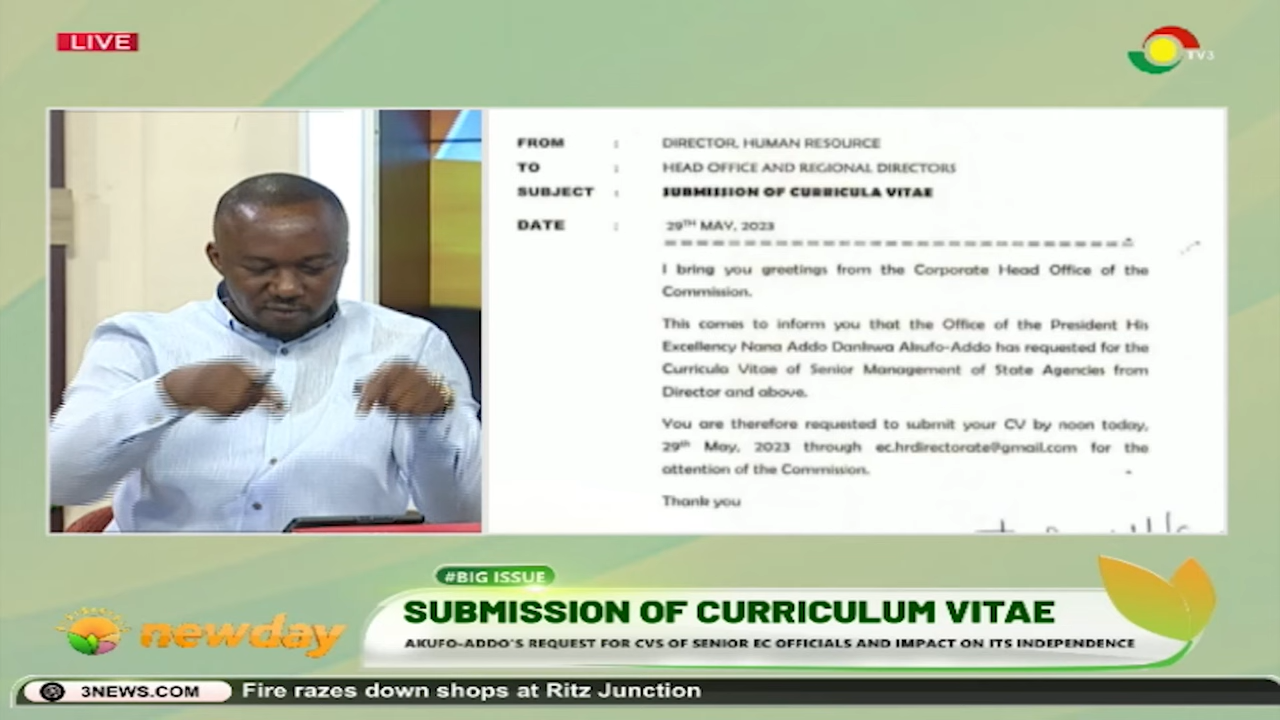 LIVE
TV3
FROM : DIRECTOR, HUMAN RESOURCE
TO : HEAD OFFICE AND REGIONAL DIRECTORS
SUBJECT : SUBMISSION OF CURRICULA VITAE
DATE : 29TH MAY, 2023
I bring you greetings from the Corporate Head Office of the
Commission.
This comes to inform you that the Office of the President His
Excellency Nana Addo Dankwa Akufo-Addo has requested for the
Curricula Vitae of Senior Management of State Agencies from
Director and above.
You are therefore requested to submit your CV by noon today,
29th May, 2023 through ec.hrdirectorate@gmail.com for the
attention of the Commission.
Thank you
#BIG ISSUE
newday
SUBMISSION OF CURRICULUM VITAE
AKUFO-ADDO'S REQUEST FOR CVS OF SENIOR EC OFFICIALS AND IMPACT ON ITS INDEPENDENCE
3NEWS.COM Fire razes down shops at Ritz Junction